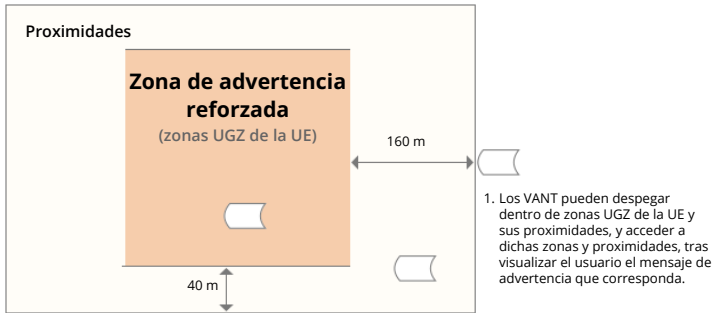 Proximidades
Zona de advertencia
reforzada
(zonas UGZ de la UE)
160 m
40 m
1. Los VANT pueden despegar
dentro de zonas UGZ de la UE y
sus proximidades, y acceder a
dichas zonas y proximidades, tras
visualizar el usuario el mensaje de
advertencia que corresponda.